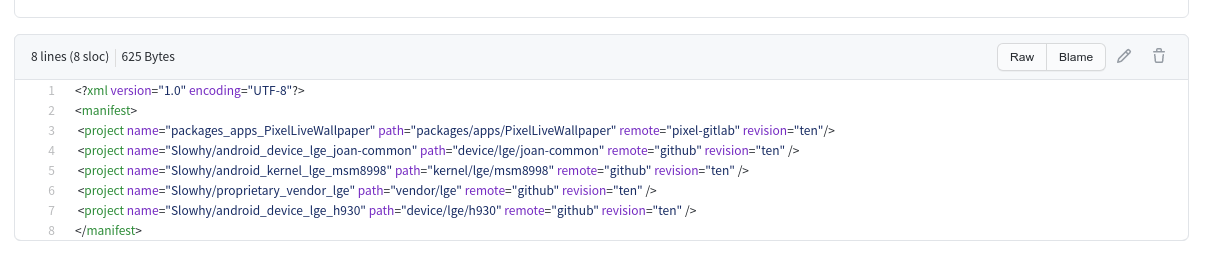 8 lines (8 sloc) 625 Bytes Raw Blame
1 <?xml version="1.0" encoding="UTF-8"?>
2 <manifest>
3 <project name="packages_apps_PixelLiveWallpaper" path="packages/apps/PixelLiveWallpaper" remote="pixel-gitlab" revision="ten"/>
4 <project name="Slowhy/android_device_lge_joan-common" path="device/lge/joan-common" remote="github" revision="ten" />
5 <project name="Slowhy/android_kernel_lge_msm8998" path="kernel/lge/msm8998" remote="github" revision="ten" />
6 <project name="Slowhy/proprietary_vendor_lge" path="vendor/lge" remote="github" revision="ten" />
7 <project name="Slowhy/android_device_lge_h930" path="device/lge/h930" remote="github" revision="ten" />
8 </manifest>